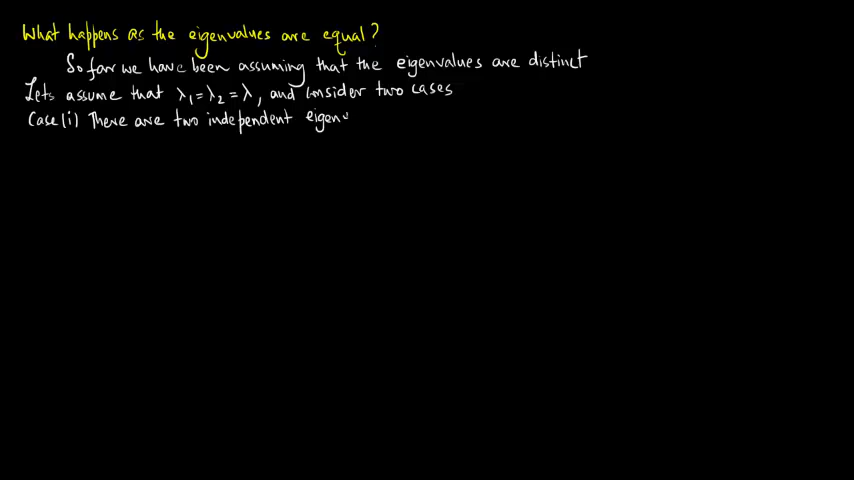 What happens as the eigenvalues are equal?
So far we have been assuming that the eigenvalues are distinct
Lets assume that λ₁ = λ₂ = λ, and consider two cases
Case (i) There are two independent eigenv